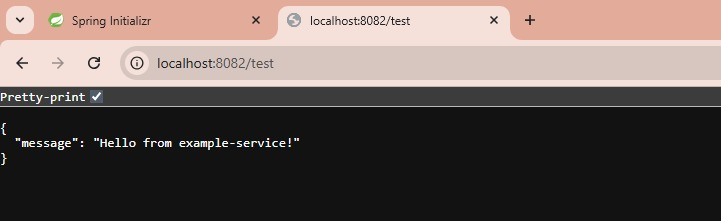 Spring Initializr
localhost:8082/test
localhost:8082/test
Pretty-print
{
"message": "Hello from example-service!"
}